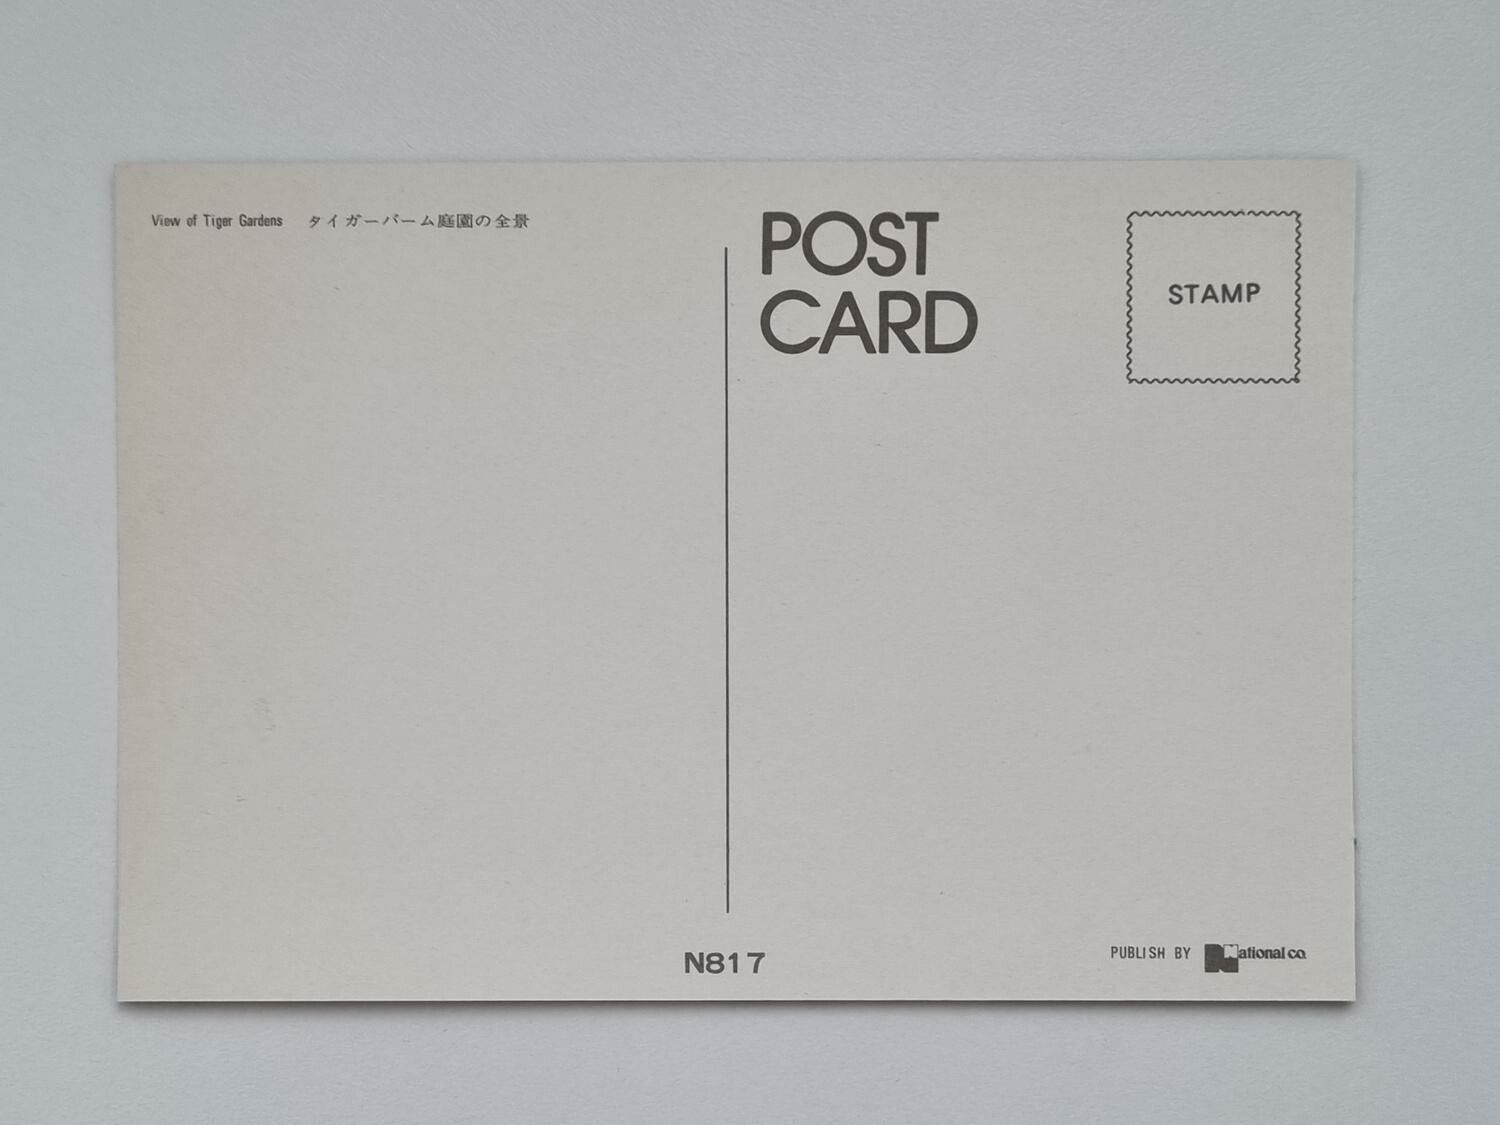 View of Tiger Gardens タイガーバーム庭園の全景
POST
CARD
STAMP
N817
PUBLISH BY National co.